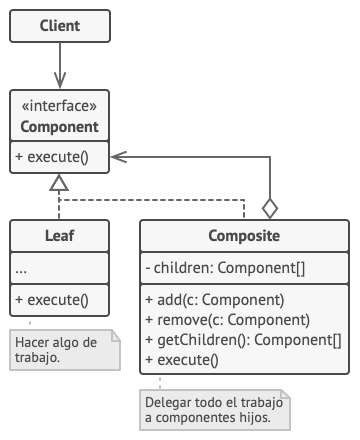 Client
«interface»
Component
+ execute()
Leaf
...
+ execute()
Hacer algo de
trabajo.
Composite
- children: Component[]
+ add(c: Component)
+ remove(c: Component)
+ getChildren(): Component[]
+ execute()
Delegar todo el trabajo
a componentes hijos.